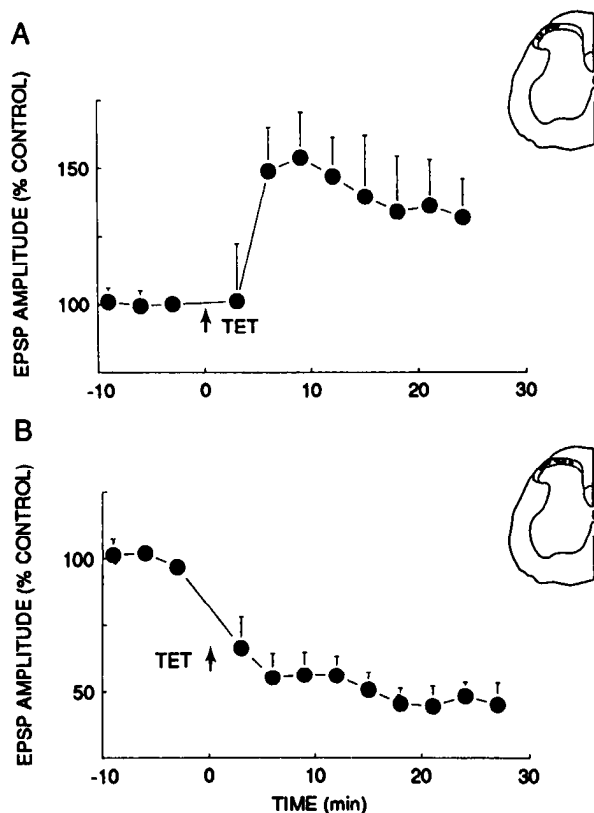 A
EPSP AMPLITUDE (% CONTROL)
150
100
TET
-10 0 10 20 30
B
EPSP AMPLITUDE (% CONTROL)
100
TET
50
-10 0 10 20 30
TIME (min)